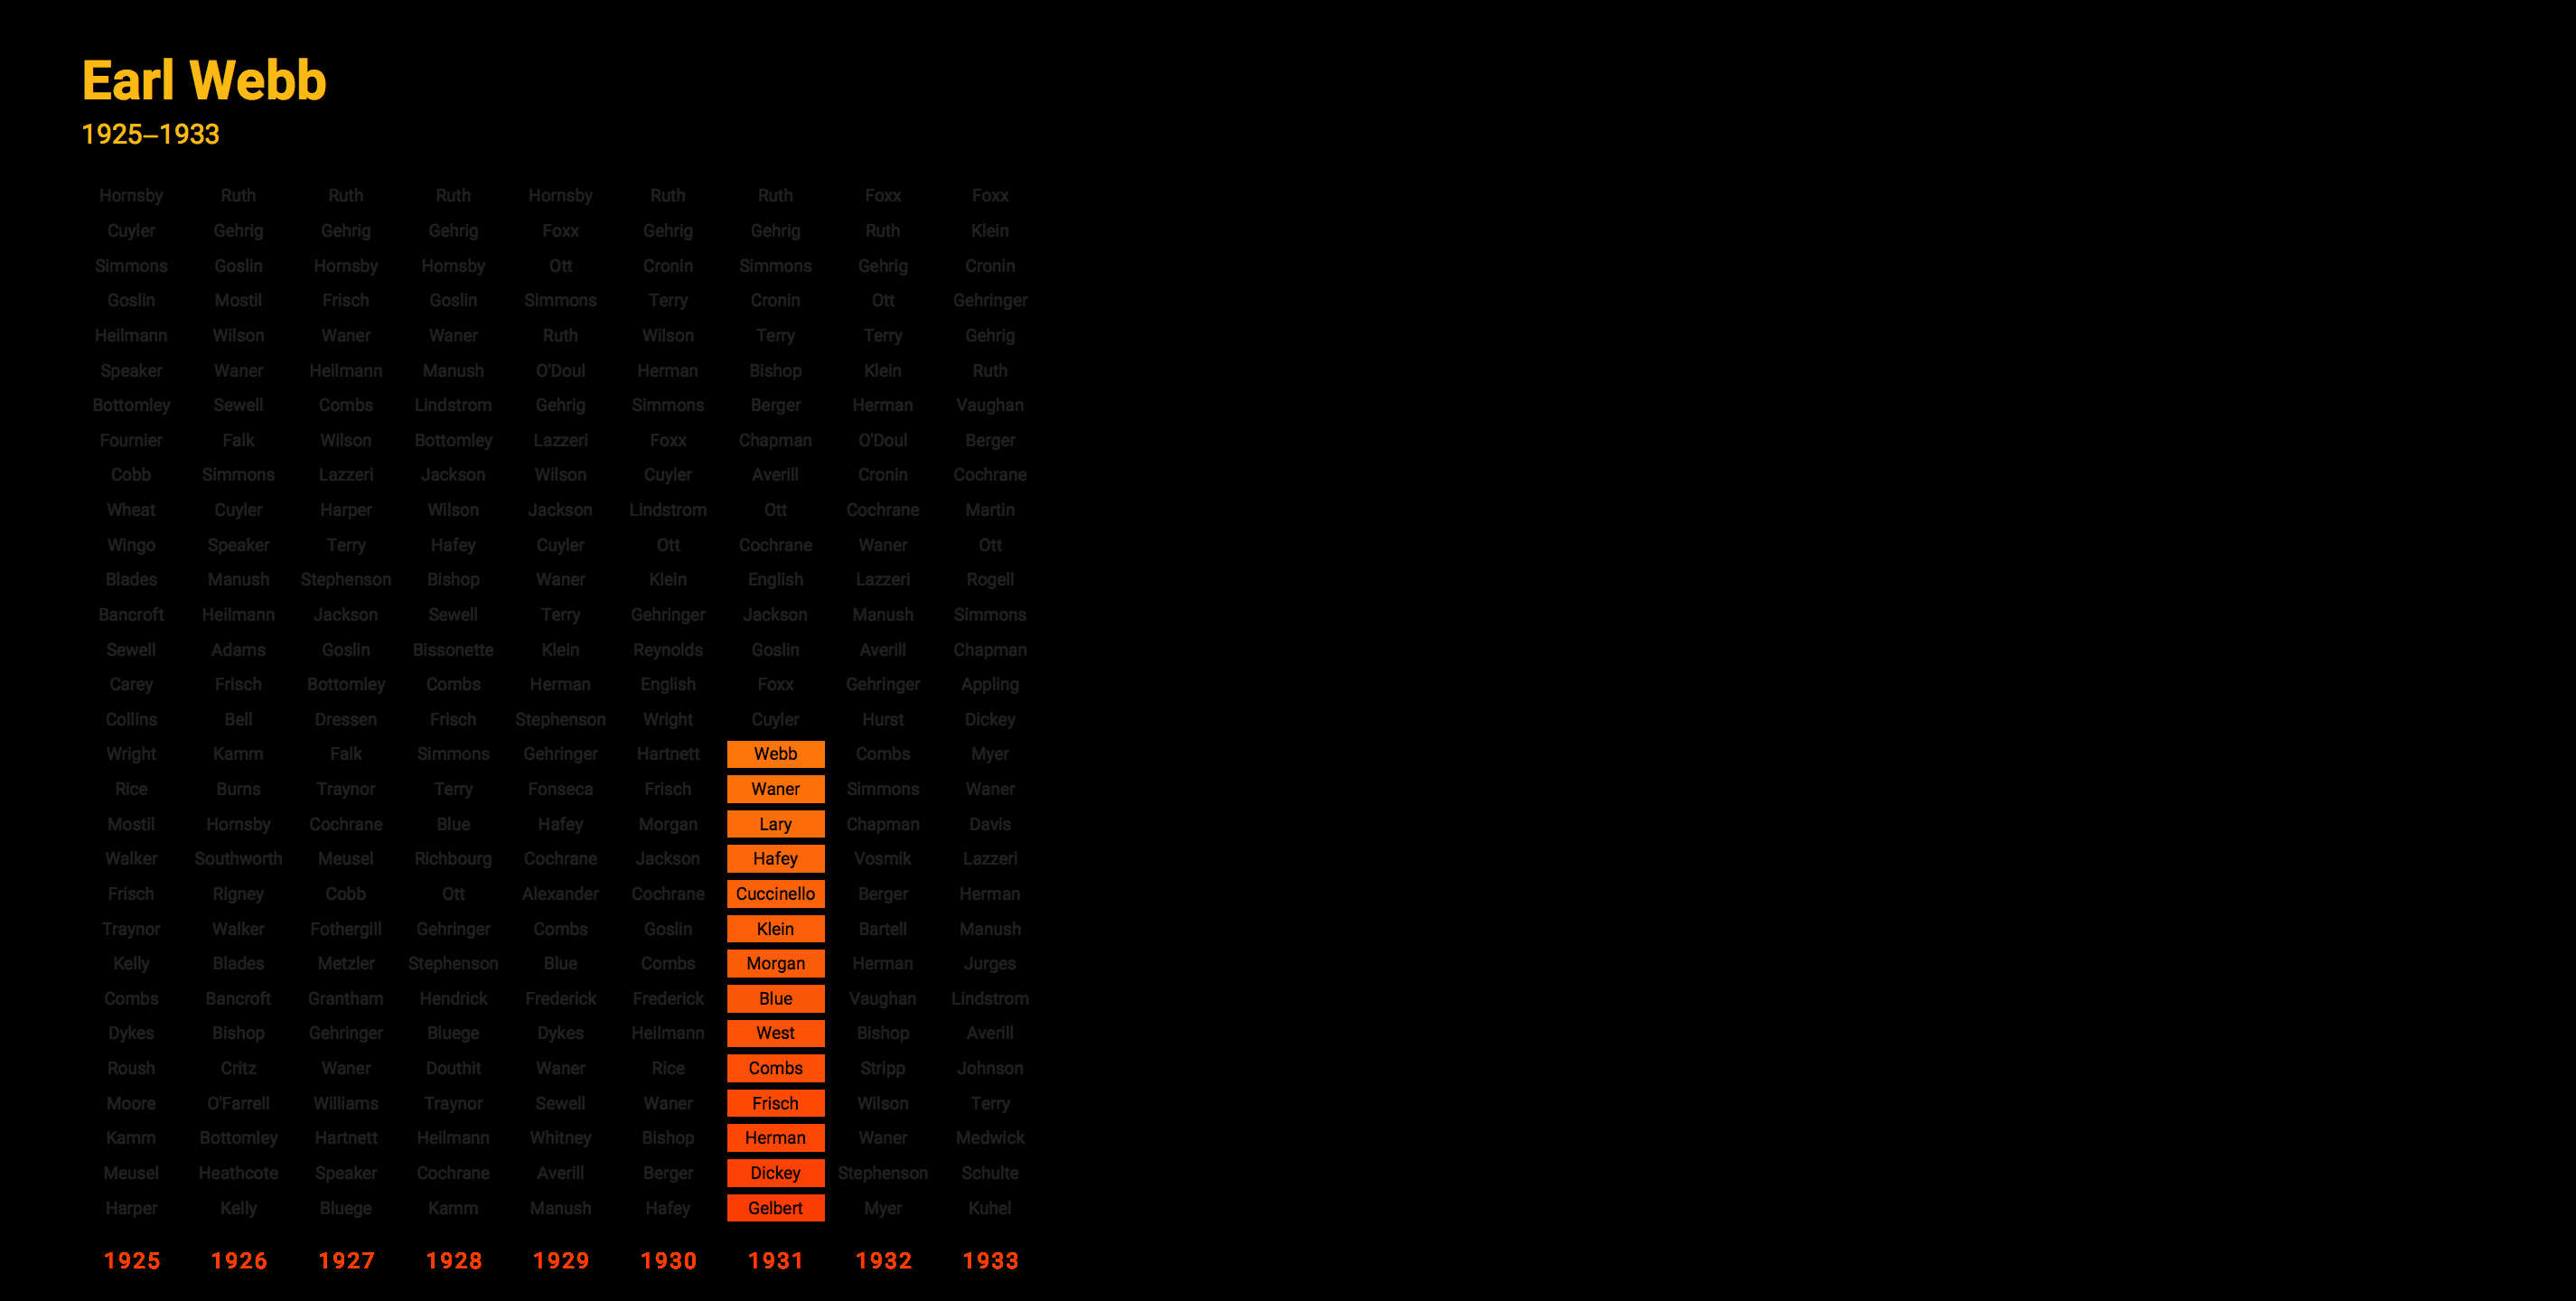 Earl Webb
1925–1933
Hornsby Ruth Ruth Ruth Hornsby Ruth Ruth Foxx Foxx
Cuyler Gehrig Gehrig Gehrig Foxx Gehrig Gehrig Ruth Klein
Simmons Goslin Hornsby Hornsby Ott Cronin Simmons Gehrig Cronin
Goslin Mostil Frisch Goslin Simmons Terry Cronin Ott Gehringer
Heilmann Wilson Waner Waner Ruth Wilson Terry Terry Gehrig
Speaker Waner Heilmann Manush O'Doul Herman Bishop Klein Ruth
Bottomley Sewell Combs Lindstrom Gehrig Simmons Berger Herman Vaughan
Fournier Falk Wilson Bottomley Lazzeri Foxx Chapman O'Doul Berger
Cobb Simmons Lazzeri Jackson Wilson Cuyler Averill Cronin Cochrane
Wheat Cuyler Harper Wilson Jackson Lindstrom Ott Cochrane Martin
Wingo Speaker Terry Hafey Cuyler Ott Cochrane Waner Ott
Blades Manush Stephenson Bishop Waner Klein English Lazzeri Rogell
Bancroft Heilmann Jackson Sewell Terry Gehringer Jackson Manush Simmons
Sewell Adams Goslin Bissonette Klein Reynolds Goslin Averill Chapman
Carey Frisch Bottomley Combs Herman English Foxx Gehringer Appling
Collins Bell Dressen Frisch Stephenson Wright Cuyler Hurst Dickey
Wright Kamm Falk Simmons Gehringer Hartnett Webb Combs Myer
Rice Burns Traynor Terry Fonseca Frisch Waner Simmons Waner
Mostil Hornsby Cochrane Blue Hafey Morgan Lary Chapman Davis
Walker Southworth Meusel Richbourg Cochrane Jackson Hafey Vosmik Lazzeri
Frisch Rigney Cobb Ott Alexander Cochrane Cuccinello Berger Herman
Traynor Walker Fothergill Gehringer Combs Goslin Klein Bartell Manush
Kelly Blades Metzler Stephenson Blue Combs Morgan Herman Jurges
Combs Bancroft Grantham Hendrick Frederick Frederick Blue Vaughan Lindstrom
Dykes Bishop Gehringer Bluege Dykes Heilmann West Bishop Averill
Roush Critz Waner Douthit Waner Rice Combs Stripp Johnson
Moore O'Farrell Williams Traynor Sewell Waner Frisch Wilson Terry
Kamm Bottomley Hartnett Heilmann Whitney Bishop Herman Waner Medwick
Meusel Heathcote Speaker Cochrane Averill Berger Dickey Stephenson Schulte
Harper Kelly Bluege Kamm Manush Hafey Gelbert Myer Kuhel
1925 1926 1927 1928 1929 1930 1931 1932 1933